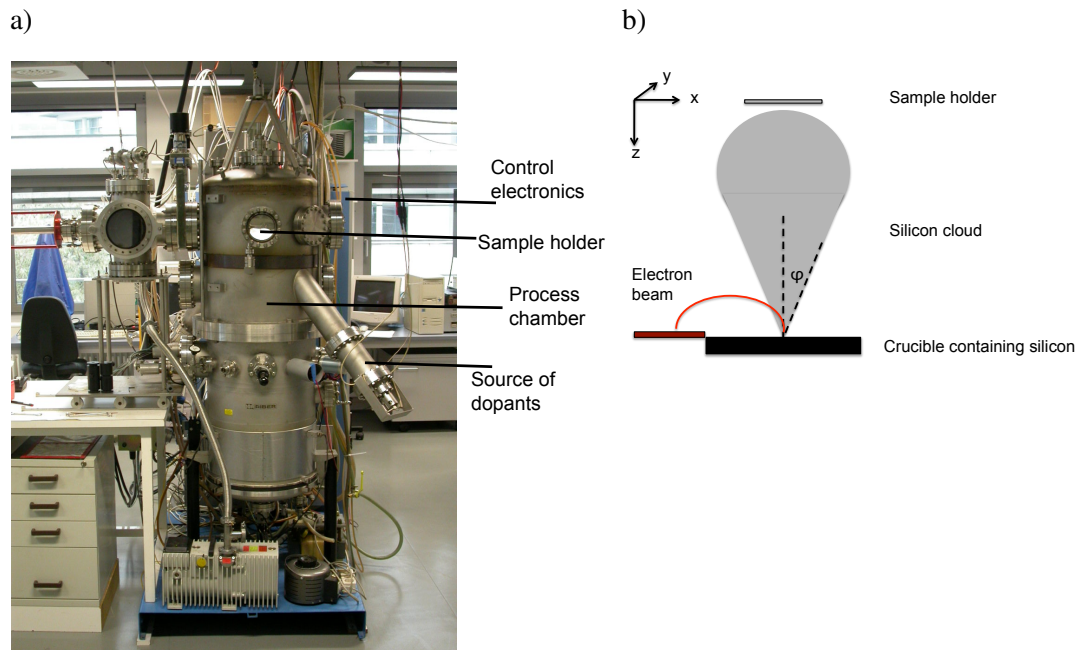 a)
b)
Control
electronics
Sample holder
Process
chamber
Source of
dopants
y
x
z
Sample holder
Silicon cloud
φ
Electron
beam
Crucible containing silicon